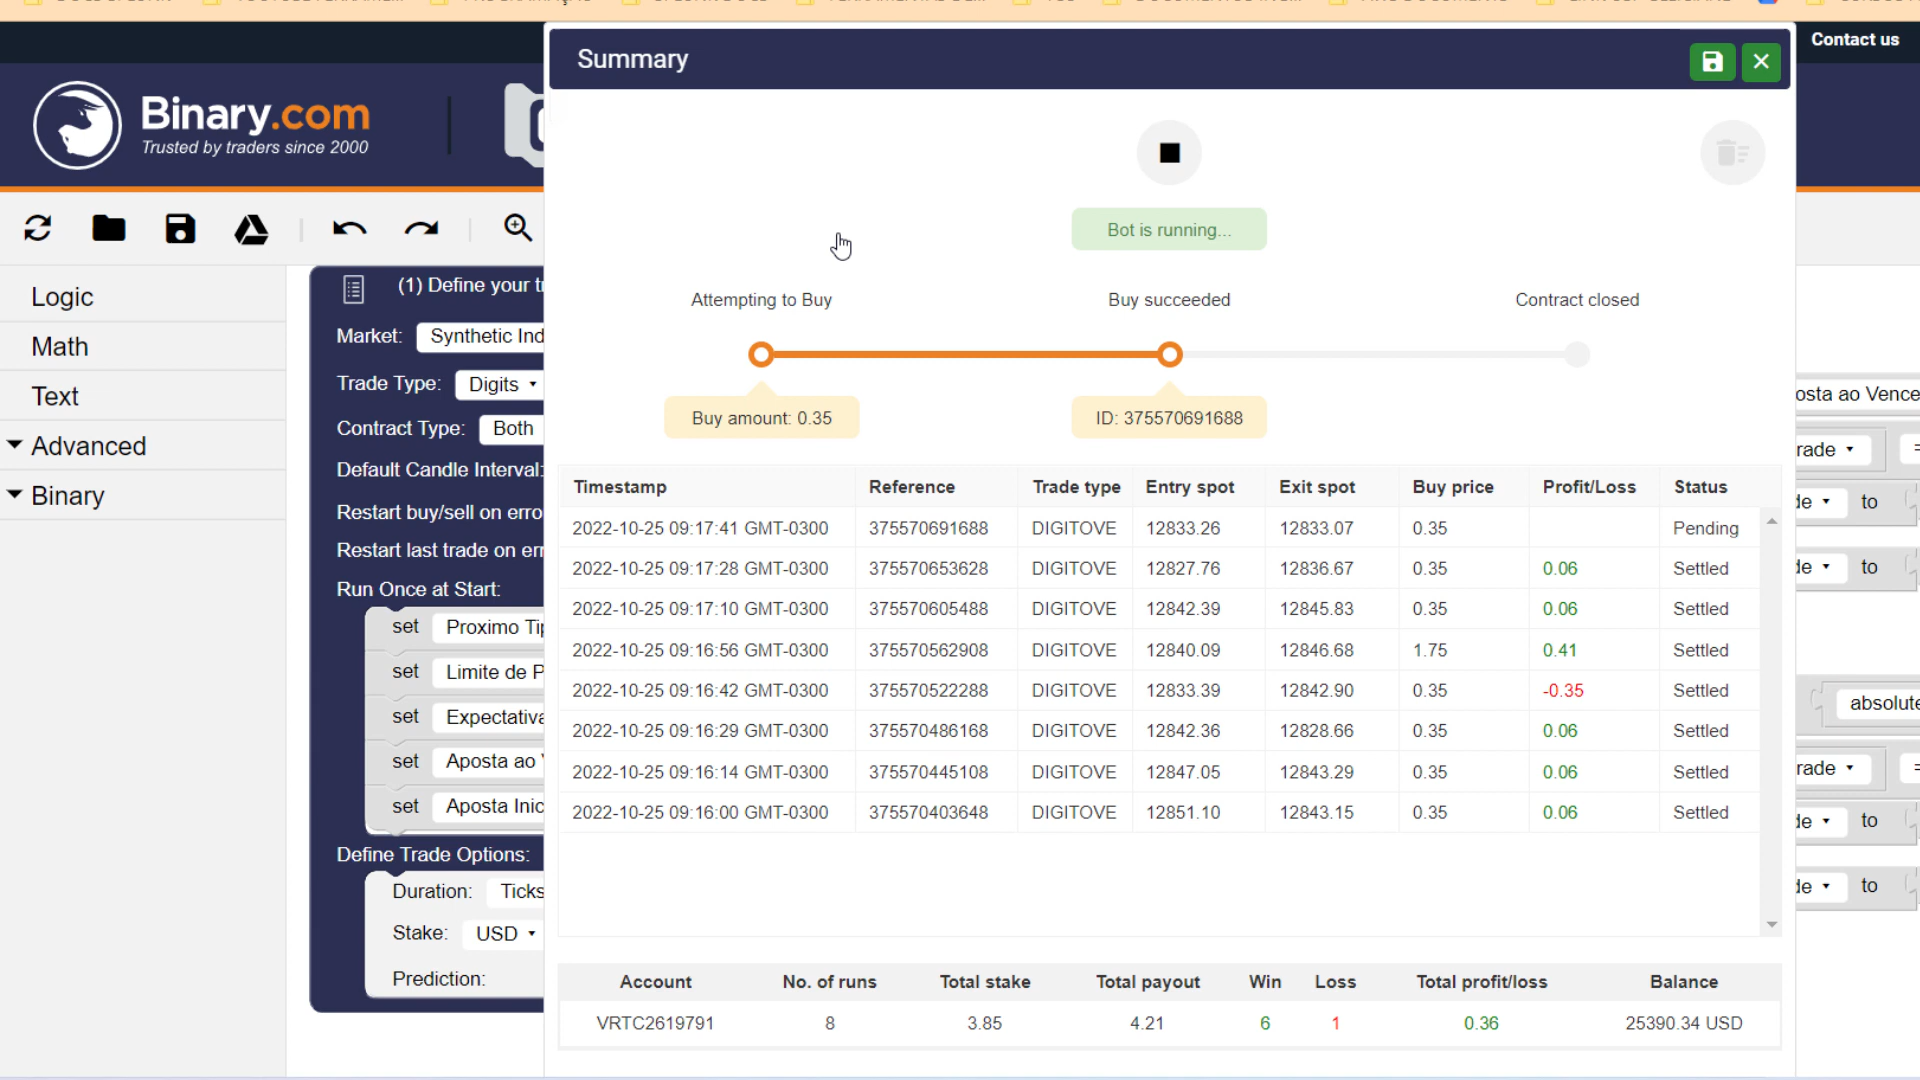 Contact us
Summary
Binary.com
Trusted by traders since 2000
Bot is running...
Logic
Math
Text
Advanced
Binary
(1) Define your
Market: Synthetic Ind
Trade Type: Digits
Contract Type: Both
Default Candle Interval:
Restart buy/sell on erro
Restart last trade on
Run Once at Start:
set Proximo
set Limite de P
set Expectativa
set Aposta ao
set Aposta Inic
Define Trade Options:
Duration: Ticks
Stake: USD
Prediction:
Attempting to Buy Buy succeeded Contract closed
Buy amount: 0.35 ID: 375570691688
Timestamp Reference Trade type Entry spot Exit spot Buy price Profit/Loss Status
2022-10-25 09:17:41 GMT-0300 375570691688 DIGITOVE 12833.26 12833.07 0.35 Pending
2022-10-25 09:17:28 GMT-0300 375570653628 DIGITOVE 12827.76 12836.67 0.35 0.06 Settled
2022-10-25 09:17:10 GMT-0300 375570605488 DIGITOVE 12842.39 12845.83 0.35 0.06 Settled
2022-10-25 09:16:56 GMT-0300 375570562908 DIGITOVE 12840.09 12846.68 1.75 0.41 Settled
2022-10-25 09:16:42 GMT-0300 375570522288 DIGITOVE 12833.39 12842.90 0.35 -0.35 Settled
2022-10-25 09:16:29 GMT-0300 375570486168 DIGITOVE 12842.36 12828.66 0.35 0.06 Settled
2022-10-25 09:16:14 GMT-0300 375570445108 DIGITOVE 12847.05 12843.29 0.35 0.06 Settled
2022-10-25 09:16:00 GMT-0300 375570403648 DIGITOVE 12851.10 12843.15 0.35 0.06 Settled
Account No. of runs Total stake Total payout Win Loss Total profit/loss Balance
VRTC2619791 8 3.85 4.21 6 1 0.36 25390.34 USD
osta ao Vence
rade =
de to
de to
absolute
rade =
de to
de to